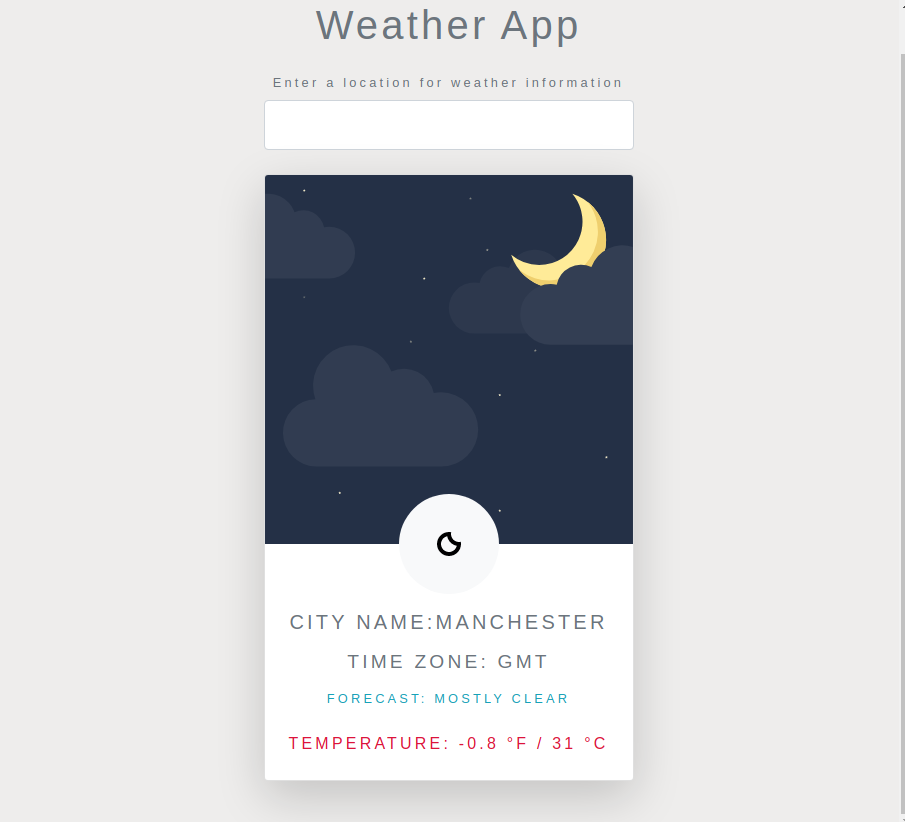 Weather App
Enter a location for weather information
CITY NAME:MANCHESTER
TIME ZONE: GMT
FORECAST: MOSTLY CLEAR
TEMPERATURE: -0.8 °F / 31 °C